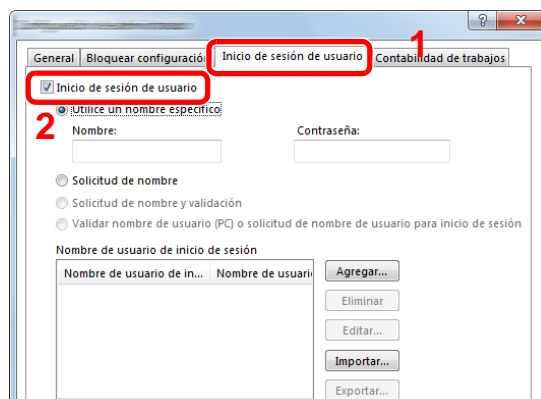 General
Bloquear configuració
Inicio de sesión de usuario
Contabilidad de trabajos
1
Inicio de sesión de usuario
Utilice un nombre específico
2
Nombre:
Contraseña:
Solicitud de nombre
Solicitud de nombre y validación
Validar nombre de usuario (PC) o solicitud de nombre de usuario para inicio de sesión
Nombre de usuario de inicio de sesión
Nombre de usuario de in...
Nombre de usuari
Agregar...
Eliminar
Editar...
Importar...
Exportar...